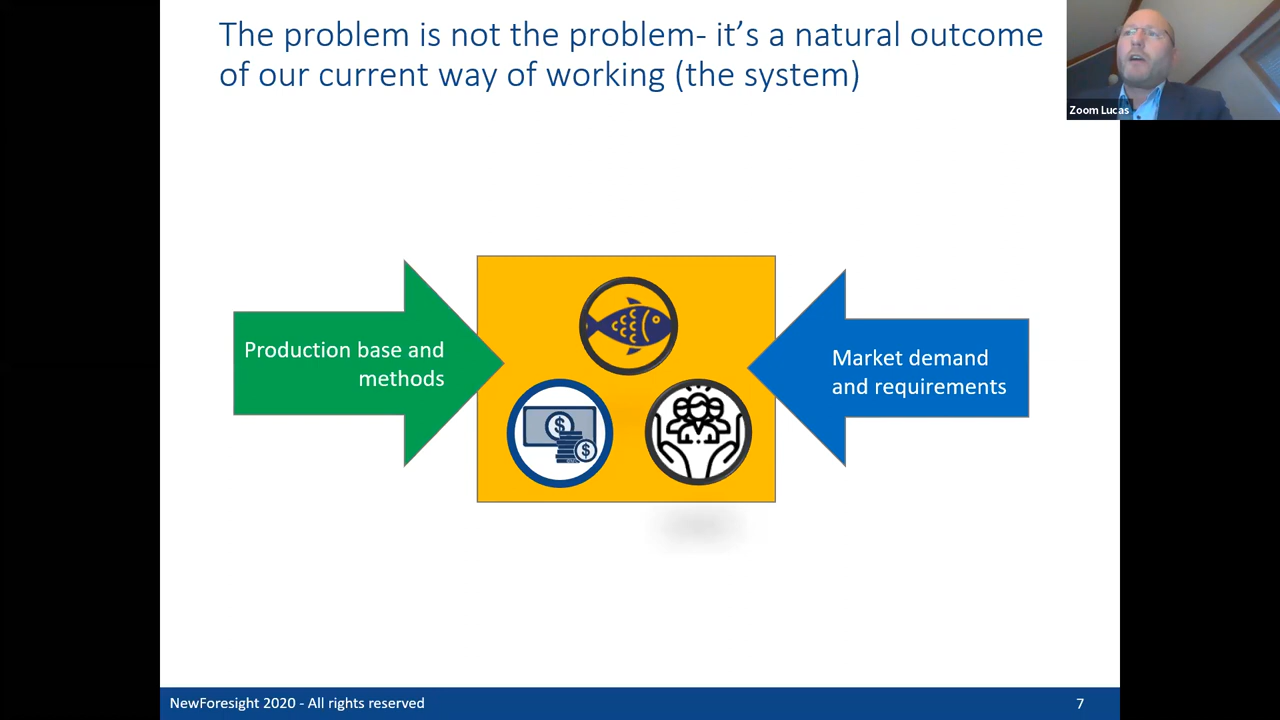 The problem is not the problem- it’s a natural outcome
of our current way of working (the system)
Zoom Lucas
Production base and
methods
$
$
Market demand
and requirements
NewForesight 2020 - All rights reserved
7